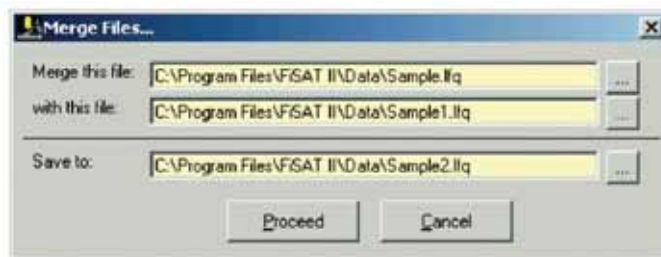 Merge Files...
Merge this file: C:\Program Files\FiSAT II\Data\Sample.lfq ...
with this file: C:\Program Files\FiSAT II\Data\Sample1.lfq ...
Save to: C:\Program Files\FiSAT II\Data\Sample2.lfq ...
Proceed Cancel